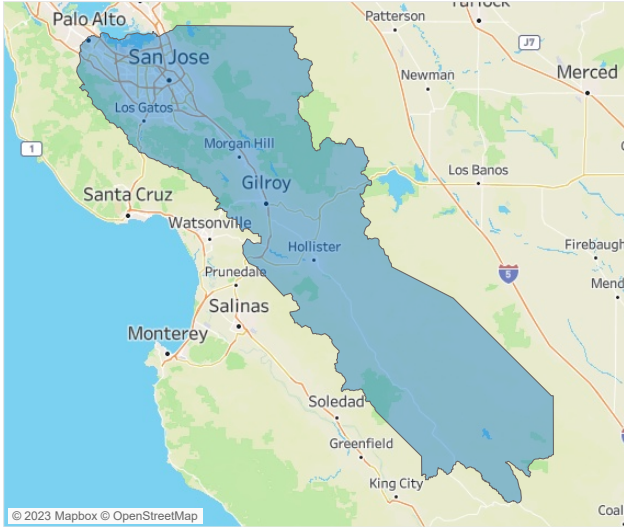 Patterson
Palo Alto
J7
San Jose
Merced
Newman
Los Gatos
1
Morgan Hill
Los Banos
Gilroy
Santa Cruz
Watsonville
Hollister
Firebaugh
5
Prunedale
Mend
Salinas
Monterey
Soledad
Greenfield
King City
Coal
© 2023 Mapbox © OpenStreetMap